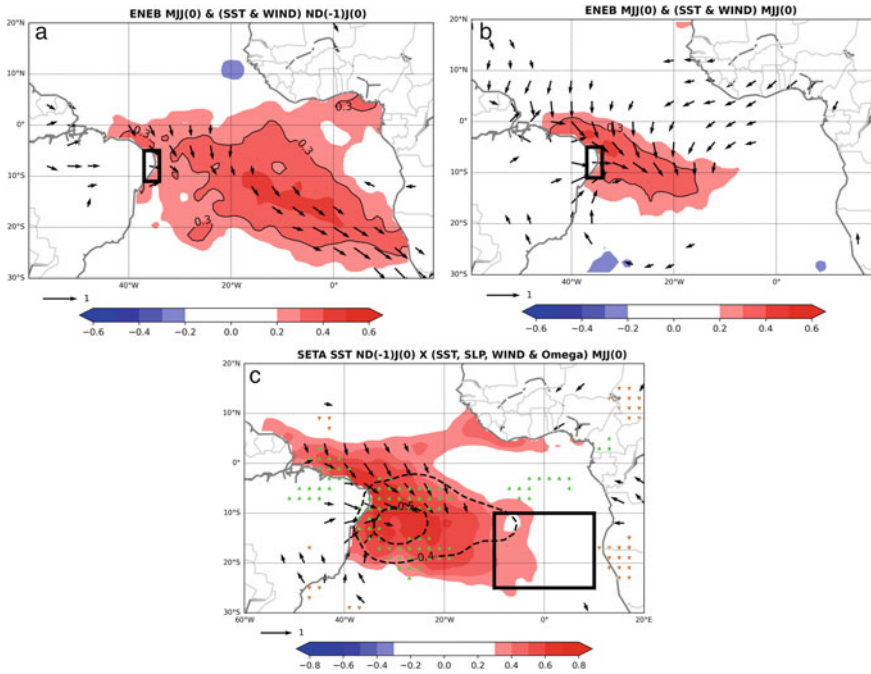 ENEB MJJ(0) & (SST & WIND) ND(-1)J(0)
a
20°N
10°N
0°
10°S
20°S
30°S
40°W
20°W
0°
0.3
0.3
0.3
0.3
1
−0.6
−0.4
−0.2
0.0
0.2
0.4
0.6
ENEB MJJ(0) & (SST & WIND) MJJ(0)
b
20°N
10°N
0°
10°S
20°S
30°S
40°W
20°W
0°
0.3
1
−0.6
−0.4
−0.2
0.0
0.2
0.4
0.6
SETA SST ND(-1)J(0) X (SST, SLP, WIND & Omega) MJJ(0)
c
20°N
10°N
0°
10°S
20°S
30°S
60°W
40°W
20°W
0°
20°E
1
−0.8
−0.6
−0.4
−0.2
0.0
0.2
0.4
0.6
0.8